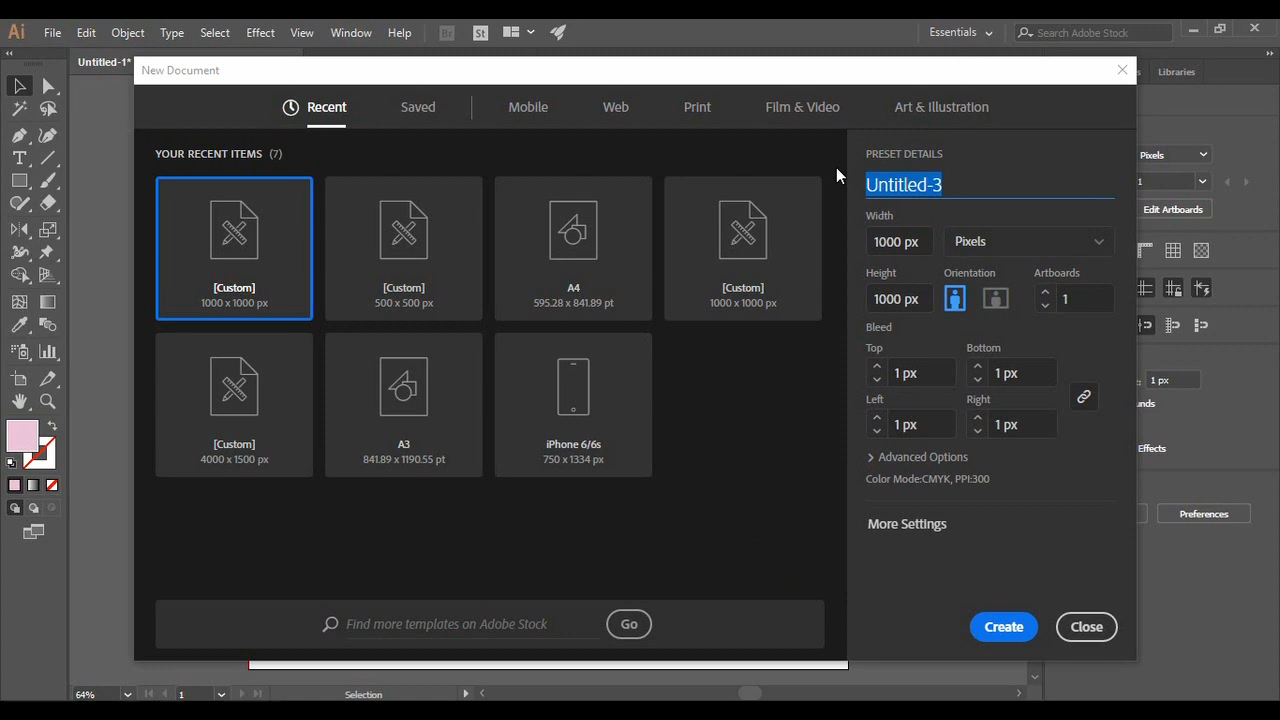 Ai File Edit Object Type Select Effect View Window Help Br St Essentials Search Adobe Stock
Untitled-1*
Libraries
New Document
Recent Saved Mobile Web Print Film & Video Art & Illustration
YOUR RECENT ITEMS (7)
[Custom]
1000 x 1000 px
[Custom]
500 x 500 px
A4
595.28 x 841.89 pt
[Custom]
1000 x 1000 px
[Custom]
4000 x 1500 px
A3
841.89 x 1190.55 pt
iPhone 6/6s
750 x 1334 px
Find more templates on Adobe Stock Go
PRESET DETAILS
Untitled-3
Width
1000 px Pixels
Height Orientation Artboards
1000 px 1
Bleed
Top Bottom
1 px 1 px
Left Right
1 px 1 px
Advanced Options
Color Mode:CMYK, PPI:300
More Settings
Create Close
Pixels
1
Edit Artboards
1 px
Effects
Preferences
64% 1 Selection